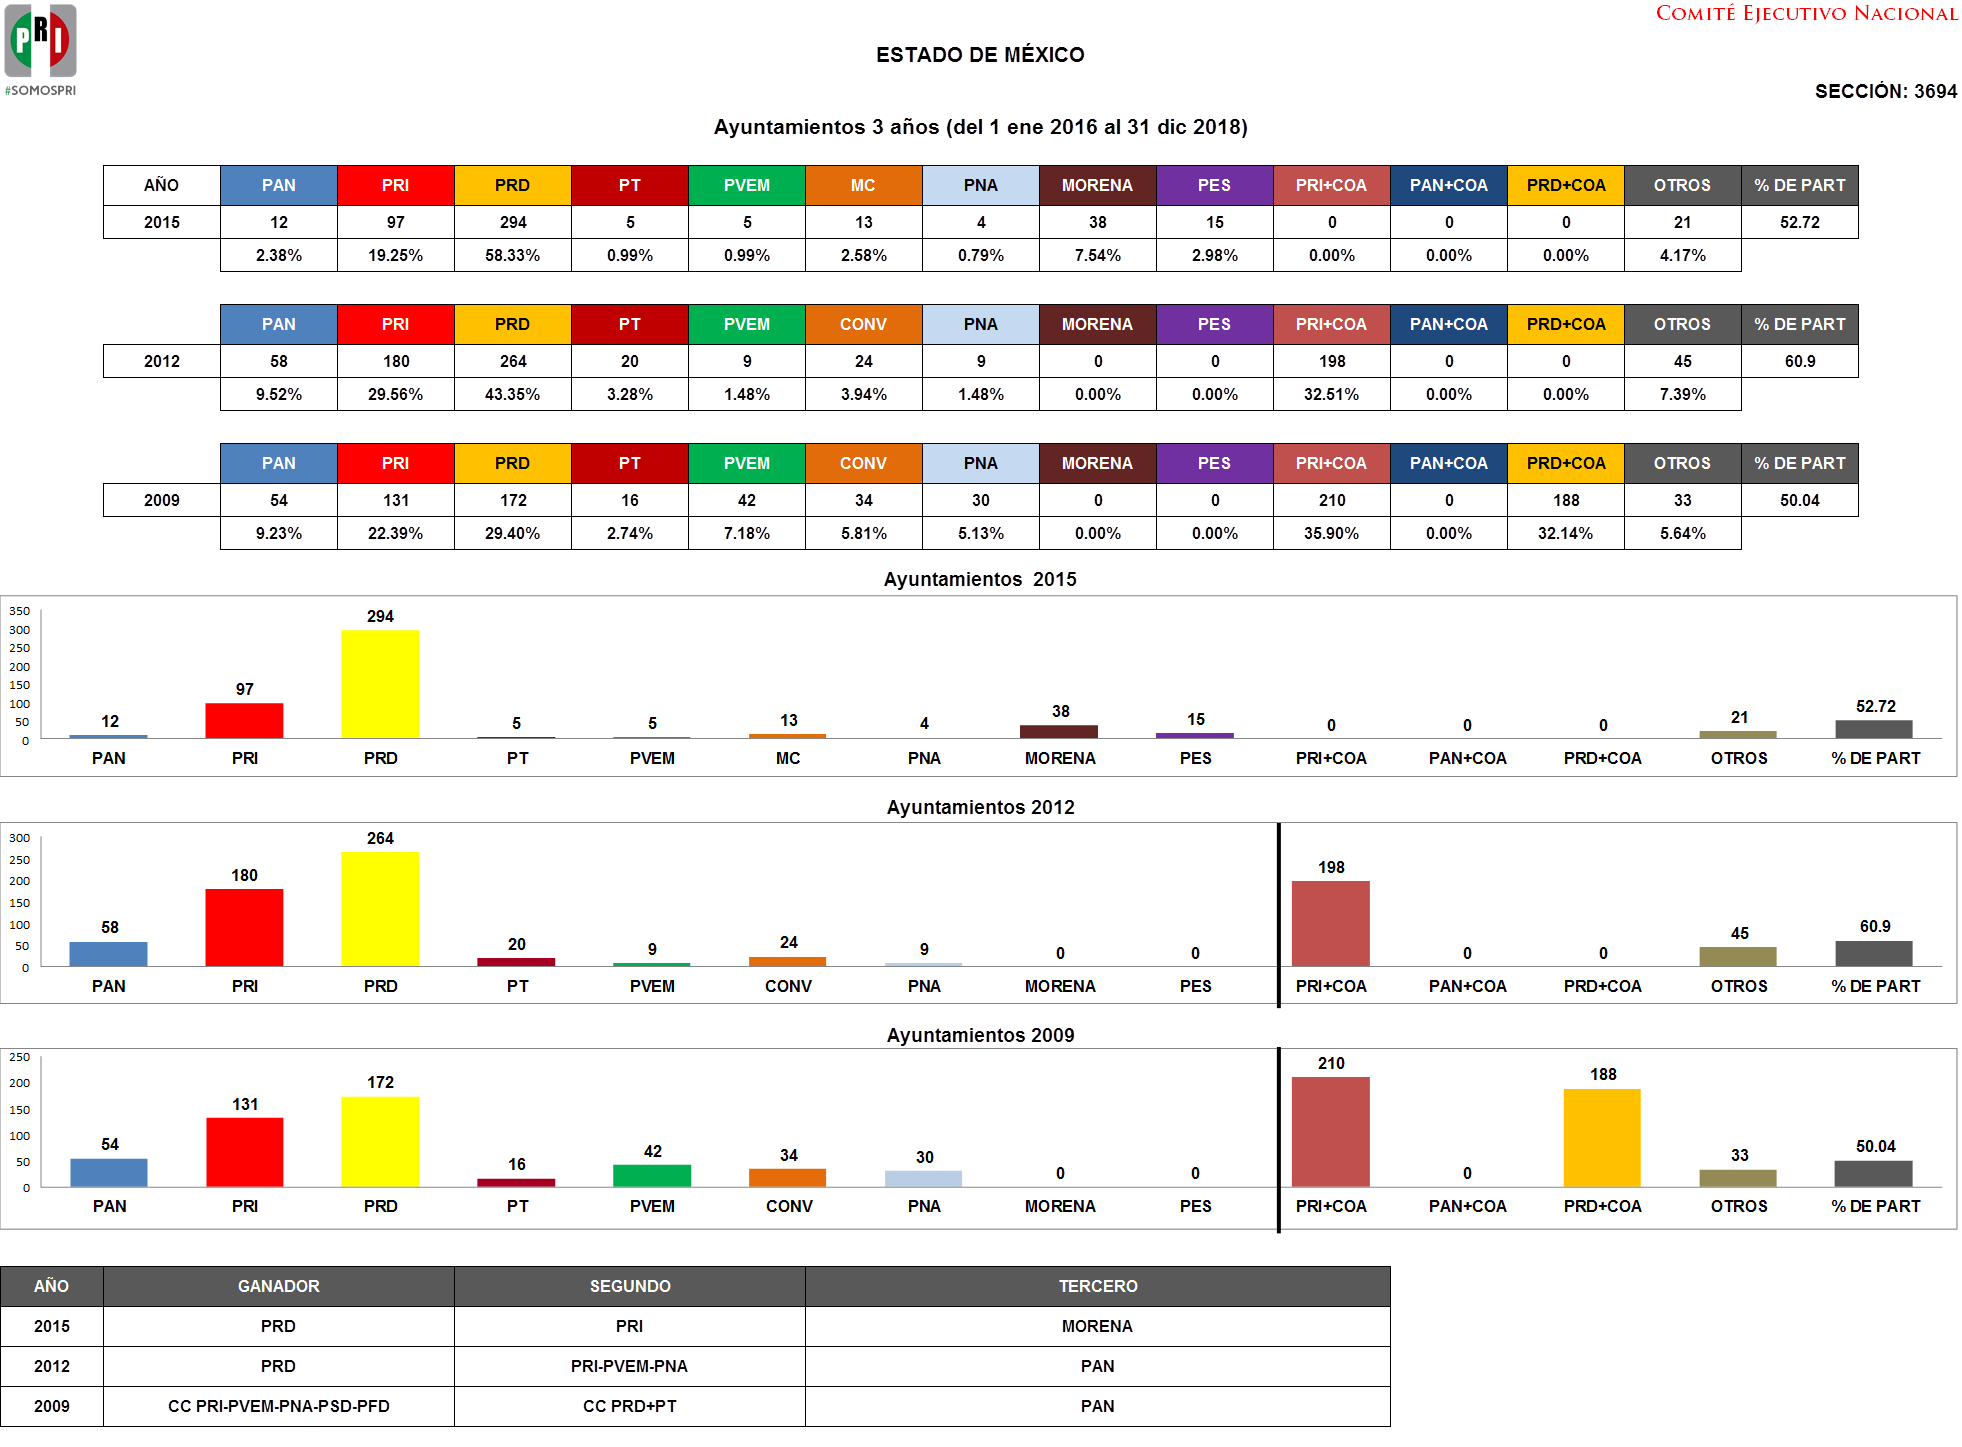 PRI
#SOMOSPRI
COMITÉ EJECUTIVO NACIONAL
ESTADO DE MÉXICO
SECCIÓN: 3694
Ayuntamientos 3 años (del 1 ene 2016 al 31 dic 2018)
AÑO PAN PRI PRD PT PVEM MC PNA MORENA PES PRI+COA PAN+COA PRD+COA OTROS % DE PART
2015 12 97 294 5 5 13 4 38 15 0 0 0 21 52.72
2.38% 19.25% 58.33% 0.99% 0.99% 2.58% 0.79% 7.54% 2.98% 0.00% 0.00% 0.00% 4.17%
PAN PRI PRD PT PVEM CONV PNA MORENA PES PRI+COA PAN+COA PRD+COA OTROS % DE PART
2012 58 180 264 20 9 24 9 0 0 198 0 0 45 60.9
9.52% 29.56% 43.35% 3.28% 1.48% 3.94% 1.48% 0.00% 0.00% 32.51% 0.00% 0.00% 7.39%
PAN PRI PRD PT PVEM CONV PNA MORENA PES PRI+COA PAN+COA PRD+COA OTROS % DE PART
2009 54 131 172 16 42 34 30 0 0 210 0 188 33 50.04
9.23% 22.39% 29.40% 2.74% 7.18% 5.81% 5.13% 0.00% 0.00% 35.90% 0.00% 32.14% 5.64%
Ayuntamientos 2015
350
300
250
200
150
100
50
0
12 97 294 5 5 13 4 38 15 0 0 0 21 52.72
PAN PRI PRD PT PVEM MC PNA MORENA PES PRI+COA PAN+COA PRD+COA OTROS % DE PART
Ayuntamientos 2012
300
250
200
150
100
50
0
58 180 264 20 9 24 9 0 0 198 0 0 45 60.9
PAN PRI PRD PT PVEM CONV PNA MORENA PES PRI+COA PAN+COA PRD+COA OTROS % DE PART
Ayuntamientos 2009
250
200
150
100
50
0
54 131 172 16 42 34 30 0 0 210 0 188 33 50.04
PAN PRI PRD PT PVEM CONV PNA MORENA PES PRI+COA PAN+COA PRD+COA OTROS % DE PART
AÑO GANADOR SEGUNDO TERCERO
2015 PRD PRI MORENA
2012 PRD PRI-PVEM-PNA PAN
2009 CC PRI-PVEM-PNA-PSD-PFD CC PRD+PT PAN